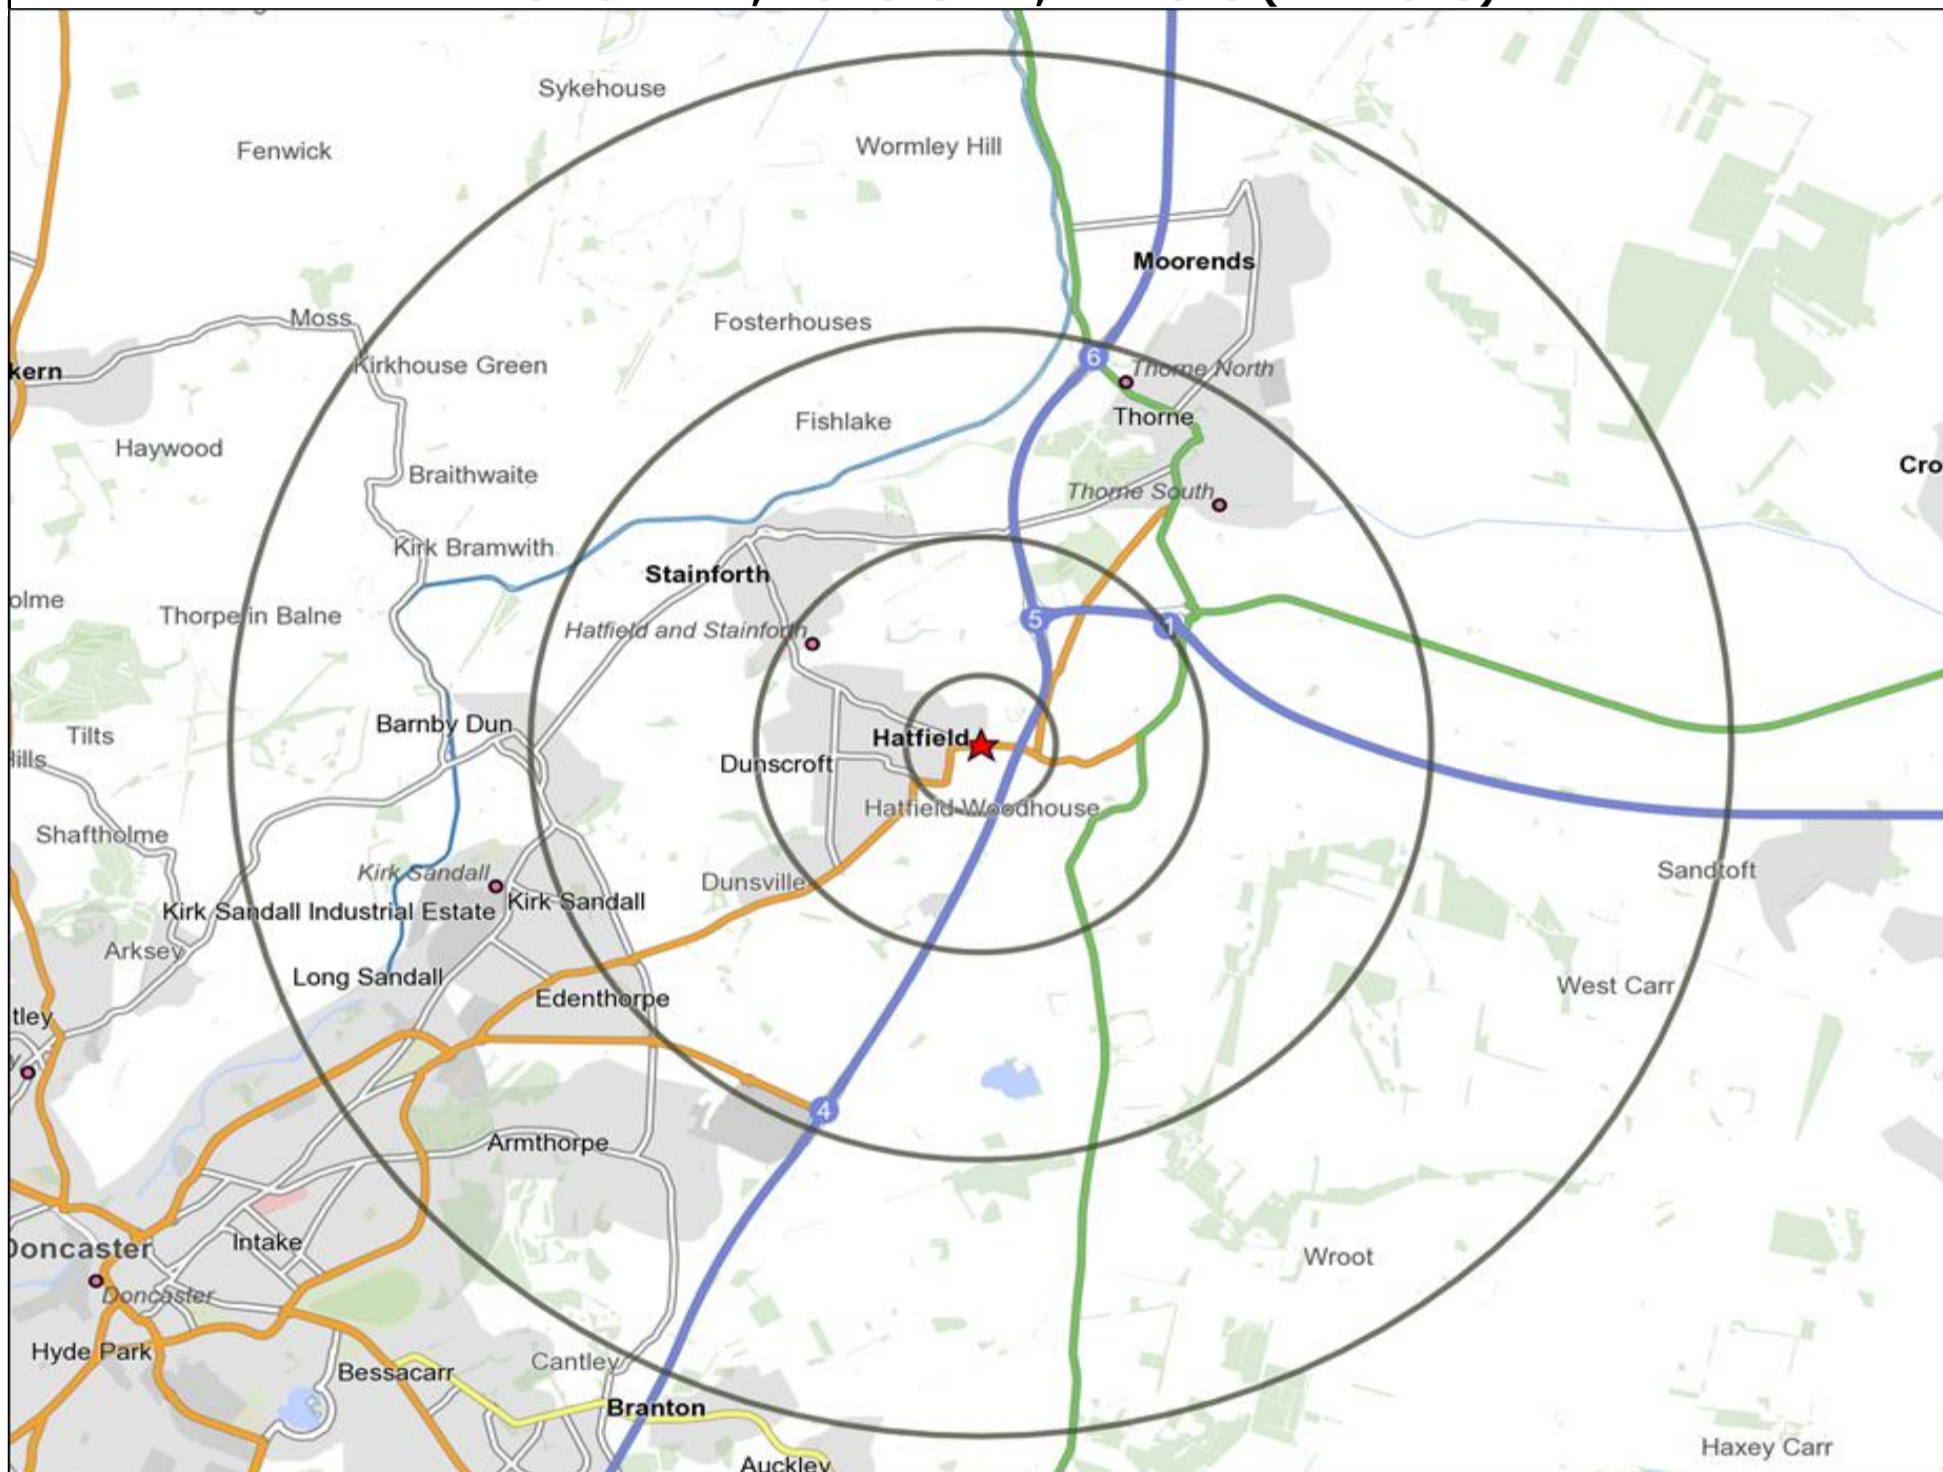 Sykehouse
Wormley Hill
Fenwick
Moorends
Moss
Fosterhouses
Kirkhouse Green
6
Thorne North
kern
Thorne
Fishlake
Haywood
Braithwaite
Cro
Thorne South
Kirk Bramwith
Stainforth
olme
Thorpe in Balne
5
1
Hatfield and Stainforth
Barnby Dun
Tilts
Hatfield
ills
Dunscroft
Hatfield Woodhouse
Shaftholme
Sandtoft
Kirk Sandall
Dunsville
Kirk Sandall Industrial Estate
Kirk Sandall
Arksey
Long Sandall
West Carr
Edenthorpe
tley
4
Armthorpe
Intake
Doncaster
Wroot
Doncaster
Hyde Park
Bessacarr
Cantley
Branton
Haxey Carr
Auckley